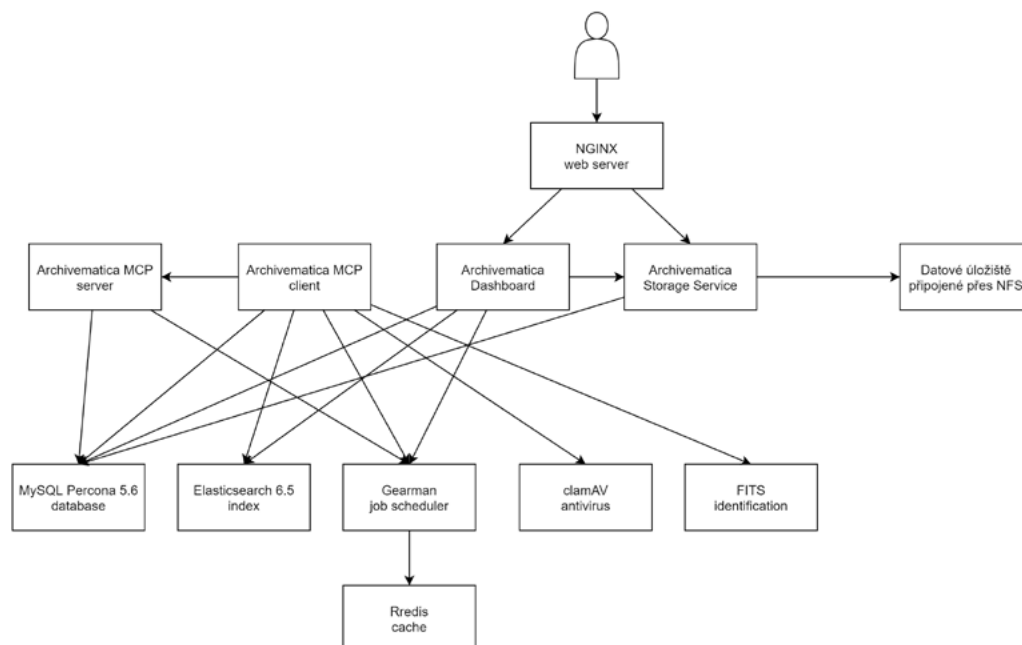 NGINX
web server
Archivematica MCP
server
Archivematica MCP
client
Archivematica
Dashboard
Archivematica
Storage Service
Datové úložiště
připojené přes NFS
MySQL Percona 5.6
database
Elasticsearch 6.5
index
Gearman
job scheduler
clamAV
antivirus
FITS
identification
Rredis
cache